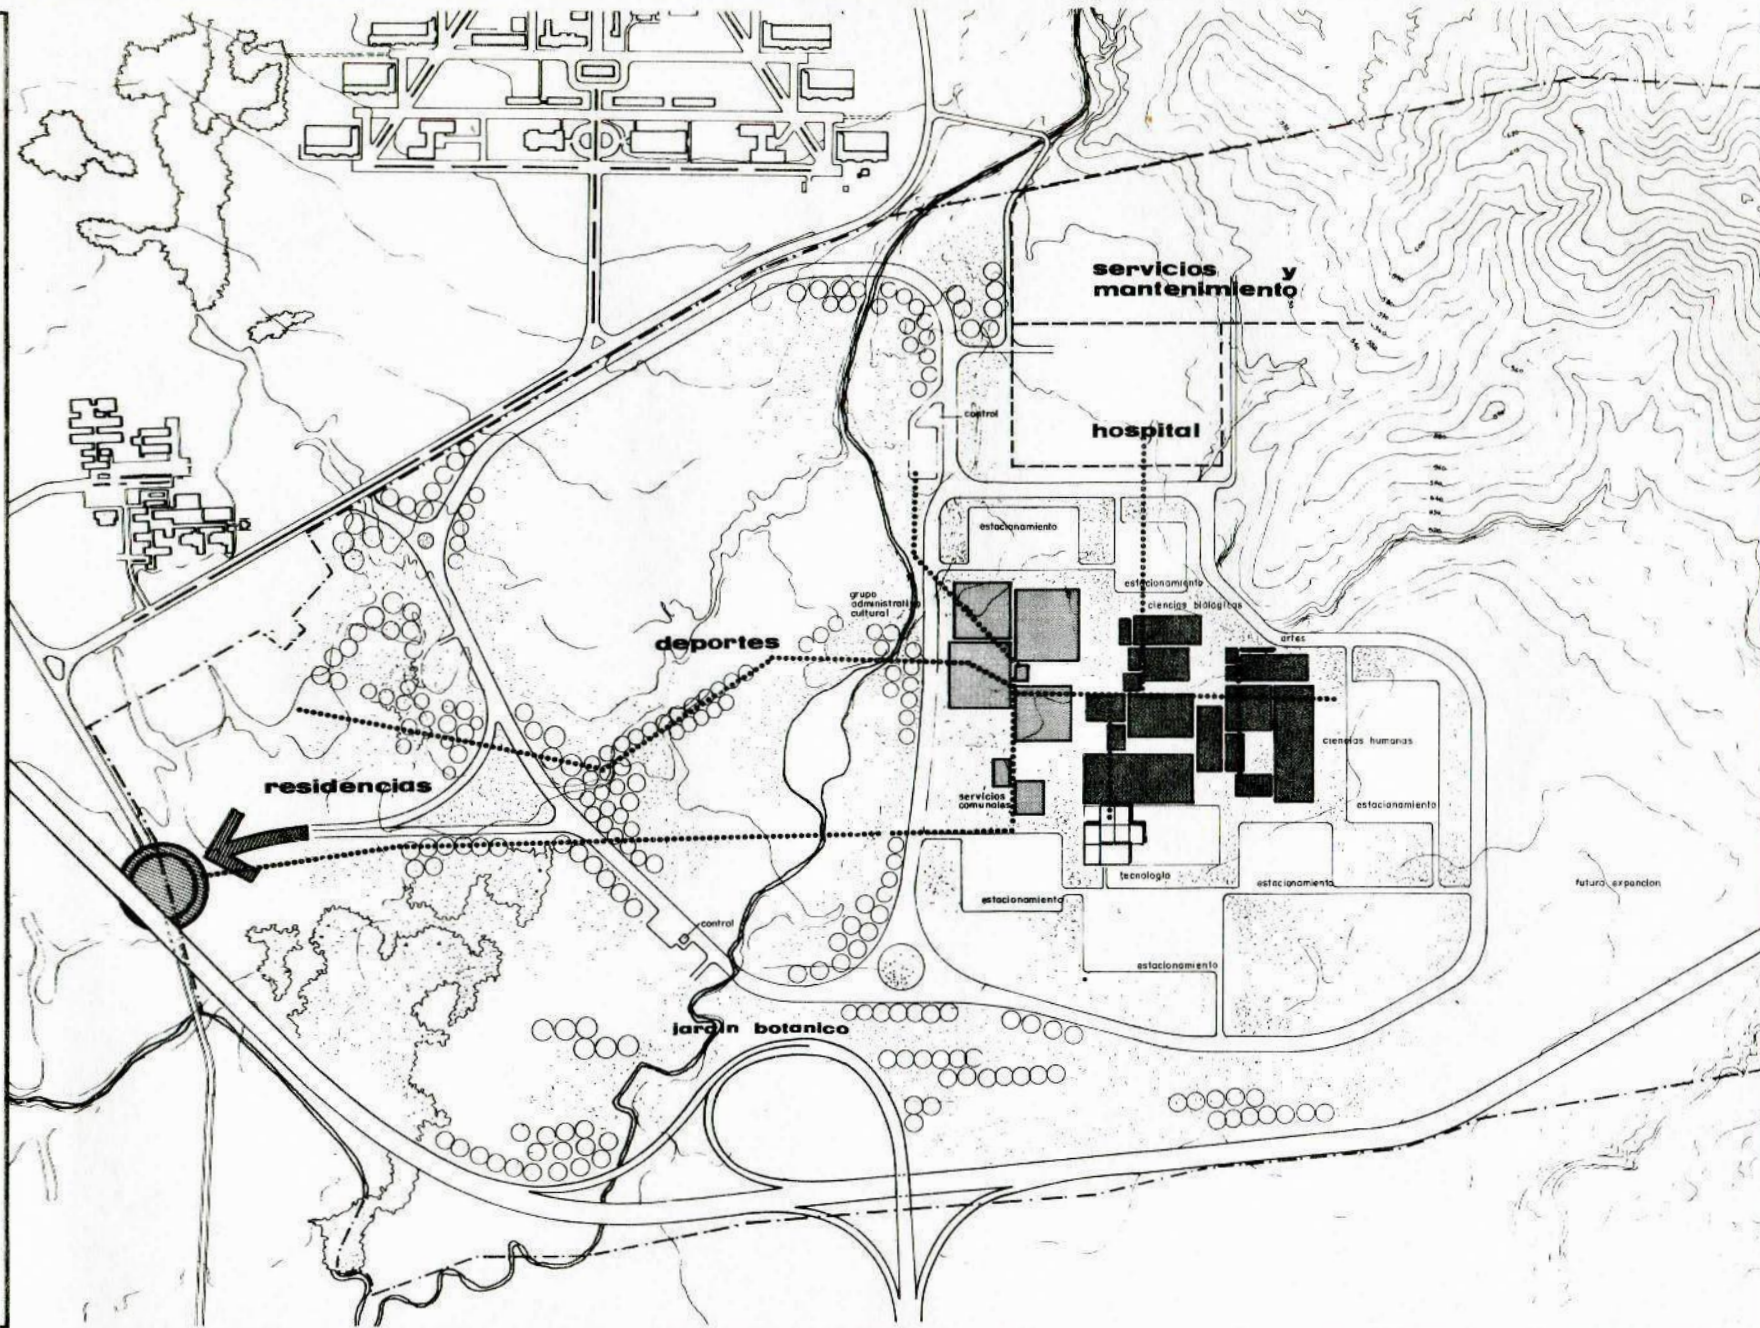 servicios y
mantenimiento
control
hospital
estacionamiento
estacionamiento
grupo
administrativo
cultural
ciencias biologicas
artes
deportes
ciencias humanas
residencias
servicios
comunales
estacionamiento
tecnologia
estacionamiento
futura expancion
estacionamiento
control
estacionamiento
jardin botanico